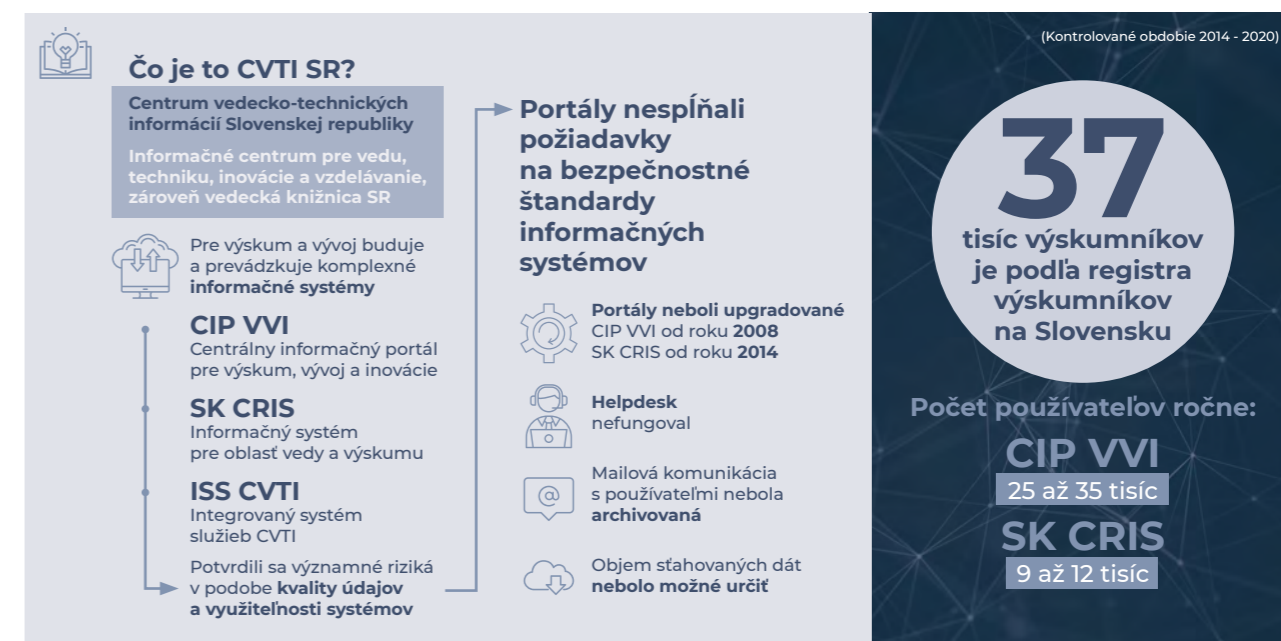 Čo je to CVTI SR?
Centrum vedecko-technických
informácií Slovenskej republiky
Informačné centrum pre vedu,
techniku, inovácie a vzdelávanie,
zároveň vedecká knižnica SR
Pre výskum a vývoj buduje
a prevádzkuje komplexné
informačné systémy
CIP VVI
Centrálny informačný portál
pre výskum, vývoj a inovácie
SK CRIS
Informačný systém
pre oblasť vedy a výskumu
ISS CVTI
Integrovaný systém
služieb CVTI
Potvrdili sa významné riziká
v podobe kvality údajov
a využiteľnosti systémov
Portály nespĺňali
požiadavky
na bezpečnostné
štandardy
informačných
systémov
Portály neboli upgradované
CIP VVI od roku 2008
SK CRIS od roku 2014
Helpdesk
nefungoval
@
Mailová komunikácia
s používateľmi nebola
archivovaná
Objem sťahovaných dát
nebolo možné určiť
(Kontrolované obdobie 2014 - 2020)
37
tisíc výskumníkov
je podľa registra
výskumníkov
na Slovensku
Počet používateľov ročne:
CIP VVI
25 až 35 tisíc
SK CRIS
9 až 12 tisíc